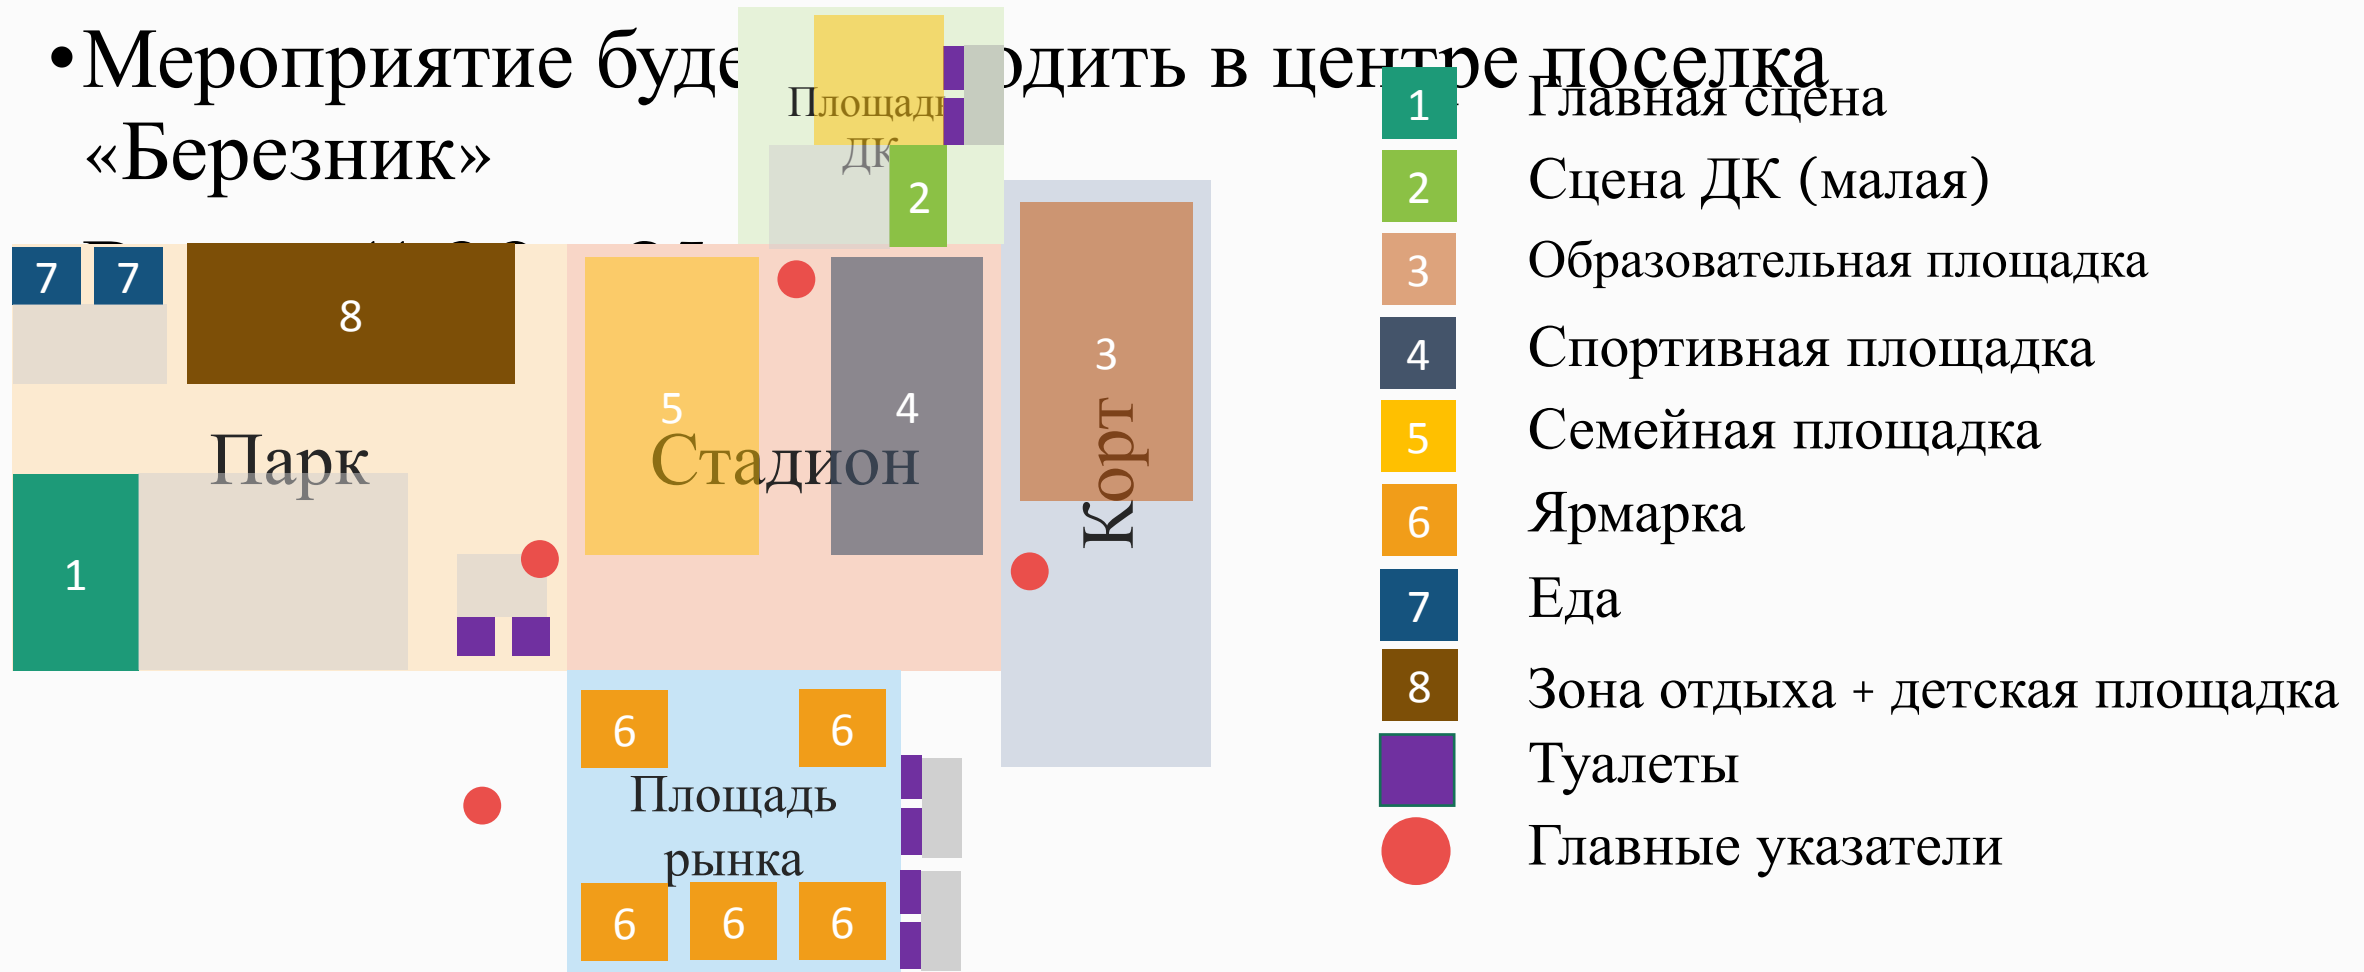 •Мероприятие будет проходить в центре поселка
«Березник»
Площадь
ДК
2
7 7
8
5 4
3
Парк
Стадион
Корт
1
6 6
Площадь
рынка
6 6 6
1 Главная сцена
2 Сцена ДК (малая)
3 Образовательная площадка
4 Спортивная площадка
5 Семейная площадка
6 Ярмарка
7 Еда
8 Зона отдыха + детская площадка
Туалеты
Главные указатели